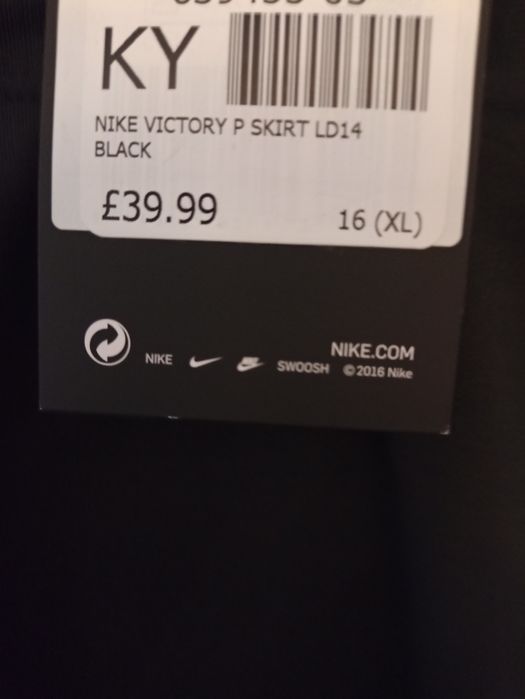 KY
NIKE VICTORY P SKIRT LD14
BLACK
£39.99
16 (XL)
NIKE.COM
NIKE
SWOOSH
©2016 Nike